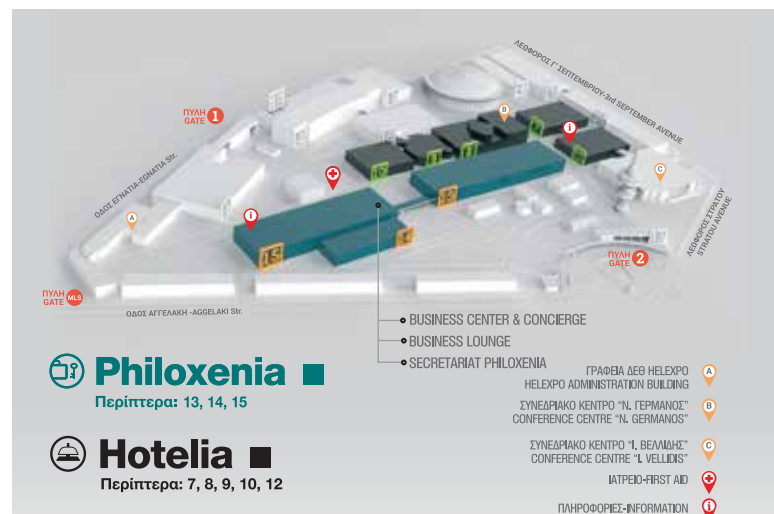 ΛΕΩΦΟΡΟΣ Γ' ΣΕΠΤΕΜΒΡΙΟΥ-3rd SEPTEMBER AVENUE
ΠΥΛΗ
GATE 1
B
i
ΟΔΟΣ ΕΓΝΑΤΙΑ-EGNATIA Str.
C
A
i
15
ΛΕΩΦΟΡΟΣ ΣΤΡΑΤΟΥ
STRATOU AVENUE
ΠΥΛΗ
GATE 2
ΠΥΛΗ
GATE MLS
ΟΔΟΣ ΑΓΓΕΛΑΚΗ -AGGELAKI Str.
BUSINESS CENTER & CONCIERGE
BUSINESS LOUNGE
SECRETARIAT PHILOXENIA
Philoxenia
Περίπτερα: 13, 14, 15
Hotelia
Περίπτερα: 7, 8, 9, 10, 12
ΓΡΑΦΕΙΑ ΔΕΘ HELEXPO A
HELEXPO ADMINISTRATION BUILDING
ΣΥΝΕΔΡΙΑΚΟ ΚΕΝΤΡΟ "Ν. ΓΕΡΜΑΝΟΣ" B
CONFERENCE CENTRE "N. GERMANOS"
ΣΥΝΕΔΡΙΑΚΟ ΚΕΝΤΡΟ "Ι. ΒΕΛΛΙΔΗΣ" C
CONFERENCE CENTRE "I. VELLIDIS"
ΙΑΤΡΕΙΟ-FIRST AID
ΠΛΗΡΟΦΟΡΙΕΣ-INFORMATION i